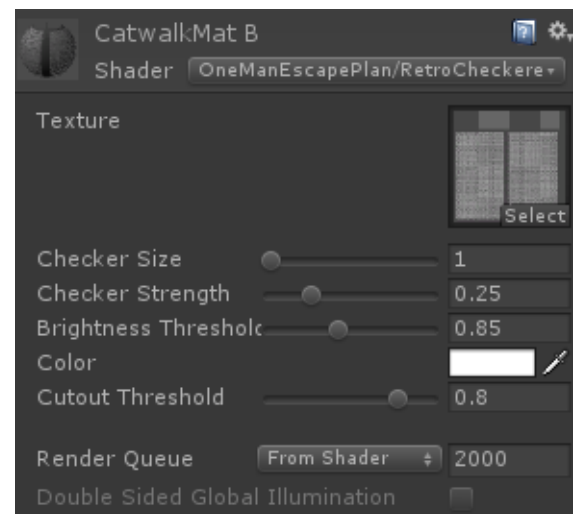 CatwalkMat B
Shader OneManEscapePlan/RetroCheckere
Texture
Select
Checker Size 1
Checker Strength 0.25
Brightness Threshol 0.85
Color
Cutout Threshold 0.8
Render Queue From Shader 2000
Double Sided Global Illumination